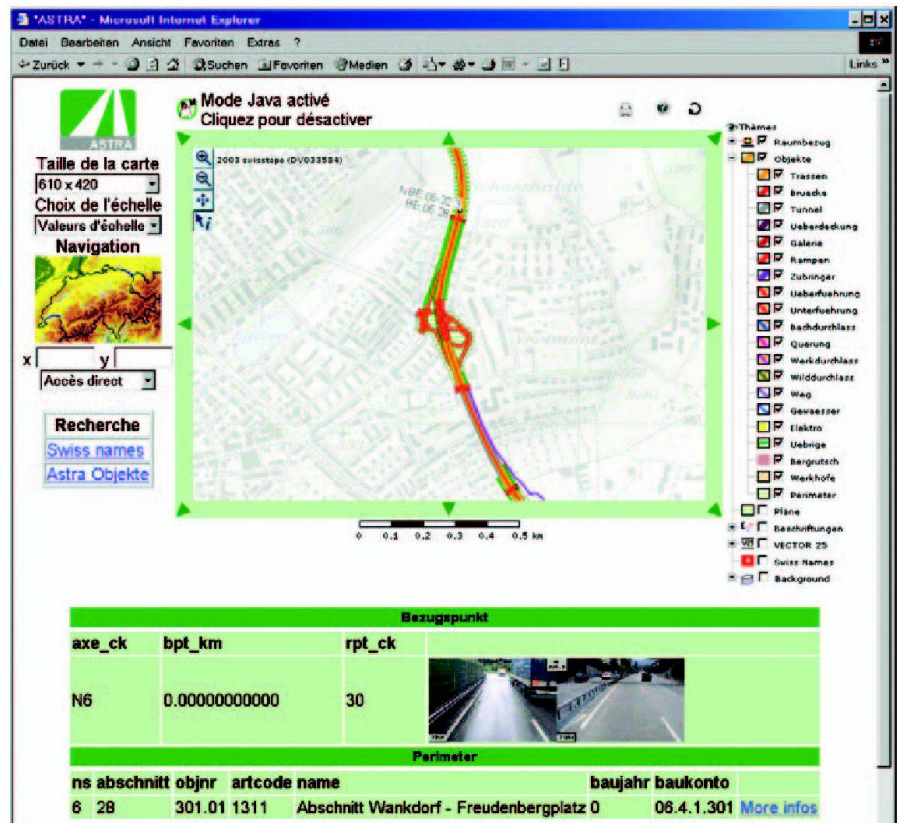 "ASTRA" - Microsoft Internet Explorer
Datei Bearbeiten Ansicht Favoriten Extras ?
Zurück Suchen Favoriten Medien Links
ASTRA
Mode Java activé
Cliquez pour désactiver
Taille de la carte
610 x 420
Choix de l'échelle
Valeurs d'échelle
Navigation
x y
Accès direct
Recherche
Swiss names
Astra Objekte
2003 swisstopo (DV033584)
0 0.1 0.2 0.3 0.4 0.5 km
Thèmes
Raumbezug
Objekte
Trassen
Bruecke
Tunnel
Ueberdeckung
Galerie
Rampen
Zubringer
Ueberfuehrung
Unterfuehrung
Bachdurchlass
Querung
Werkdurchlass
Wilddurchlass
Weg
Gewaesser
Elektro
Uebrige
Bergrutsch
Werkhofe
Perimeter
Plane
Beschriftungen
VECTOR 25
Swiss Names
Background
Bezugspunkt
axe_ck bpt_km rpt_ck
N6 0.00000000000 30
Perimeter
ns abschnitt objnr artcode name baujahr baukonto
6 28 301.01 1311 Abschnitt Wankdorf - Freudenbergplatz 0 06.4.1.301 More infos